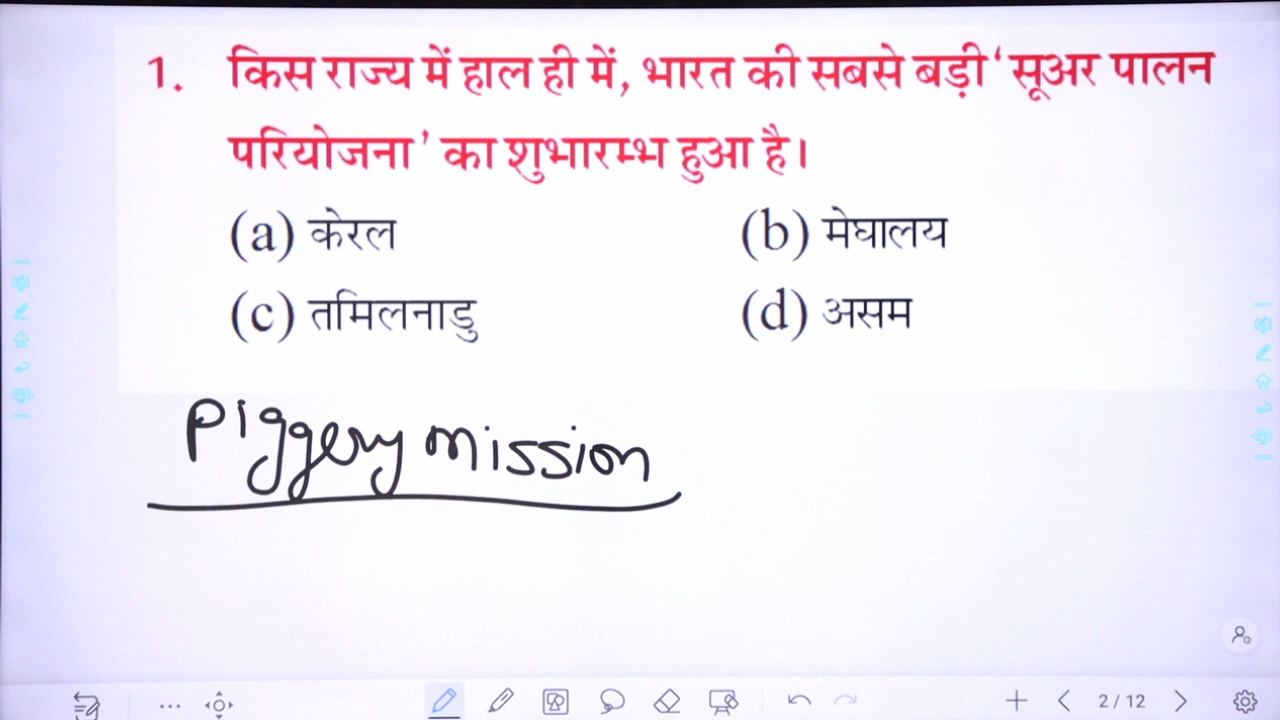 1. किस राज्य में हाल ही में, भारत की सबसे बड़ी 'सूअर पालन
परियोजना' का शुभारम्भ हुआ है।
(a) केरल (b) मेघालय
(c) तमिलनाडु (d) असम
Piggery mission
2/12